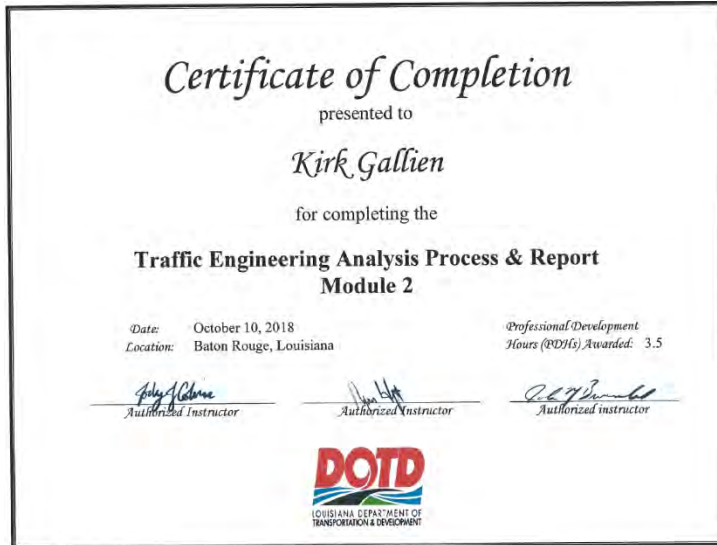 Certificate of Completion
presented to
Kirk Gallien
for completing the
Traffic Engineering Analysis Process & Report
Module 2
Date: October 10, 2018
Location: Baton Rouge, Louisiana
Professional Development
Hours (PDHs) Awarded: 3.5
Authorized Instructor
Authorized Instructor
Authorized instructor
DOTD
LOUISIANA DEPARTMENT OF
TRANSPORTATION & DEVELOPMENT